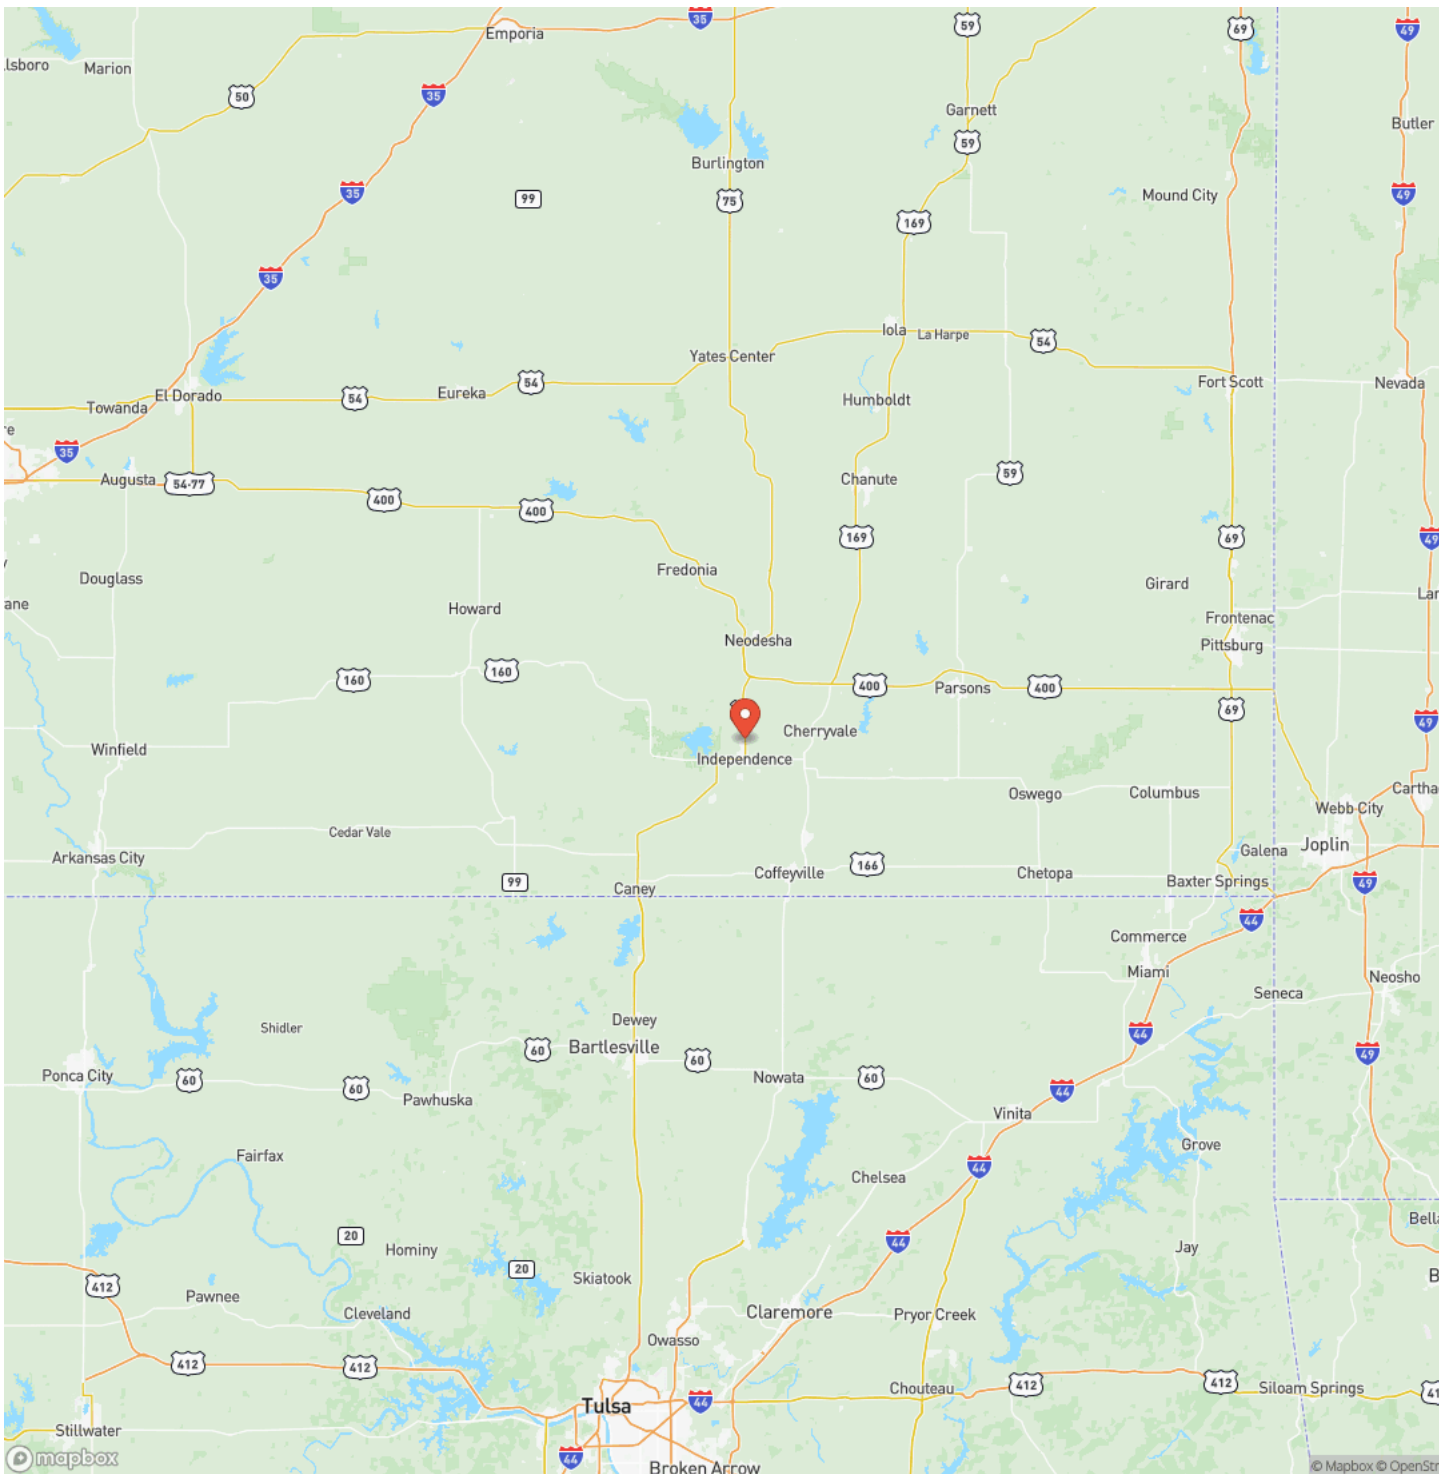 35
59
69
49
Emporia
lsboro
Marion
50
35
Garnett
59
Butler
Burlington
35
99
75
Mound City
49
169
35
Iola
La Harpe
54
Yates Center
54
Eureka
54
Fort Scott
Nevada
El Dorado
Towanda
Humboldt
re
35
Augusta
54-77
400
400
Chanute
59
169
69
49
Fredonia
Douglass
Girard
Lar
ane
Howard
Frontenac
Neodesha
Pittsburg
160
160
400
Parsons
400
69
49
Winfield
Cherryvale
Independence
Oswego
Columbus
Cartha
Webb City
Cedar Vale
Joplin
Arkansas City
Galena
166
Coffeyville
Chetopa
99
Caney
Baxter Springs
49
44
Commerce
Miami
Neosho
Seneca
Shidler
Dewey
44
Bartlesville
60
60
49
Ponca City
60
60
Nowata
60
44
Pawhuska
Vinita
Grove
Fairfax
44
Chelsea
Bell
20
Hominy
44
Jay
20
Skiatook
B
412
Pawnee
Cleveland
Claremore
Pryor Creek
Owasso
412
412
Chouteau
412
412
Siloam Springs
41
Tulsa
44
Stillwater
44
Broken Arrow
mapbox
© Mapbox © OpenStr